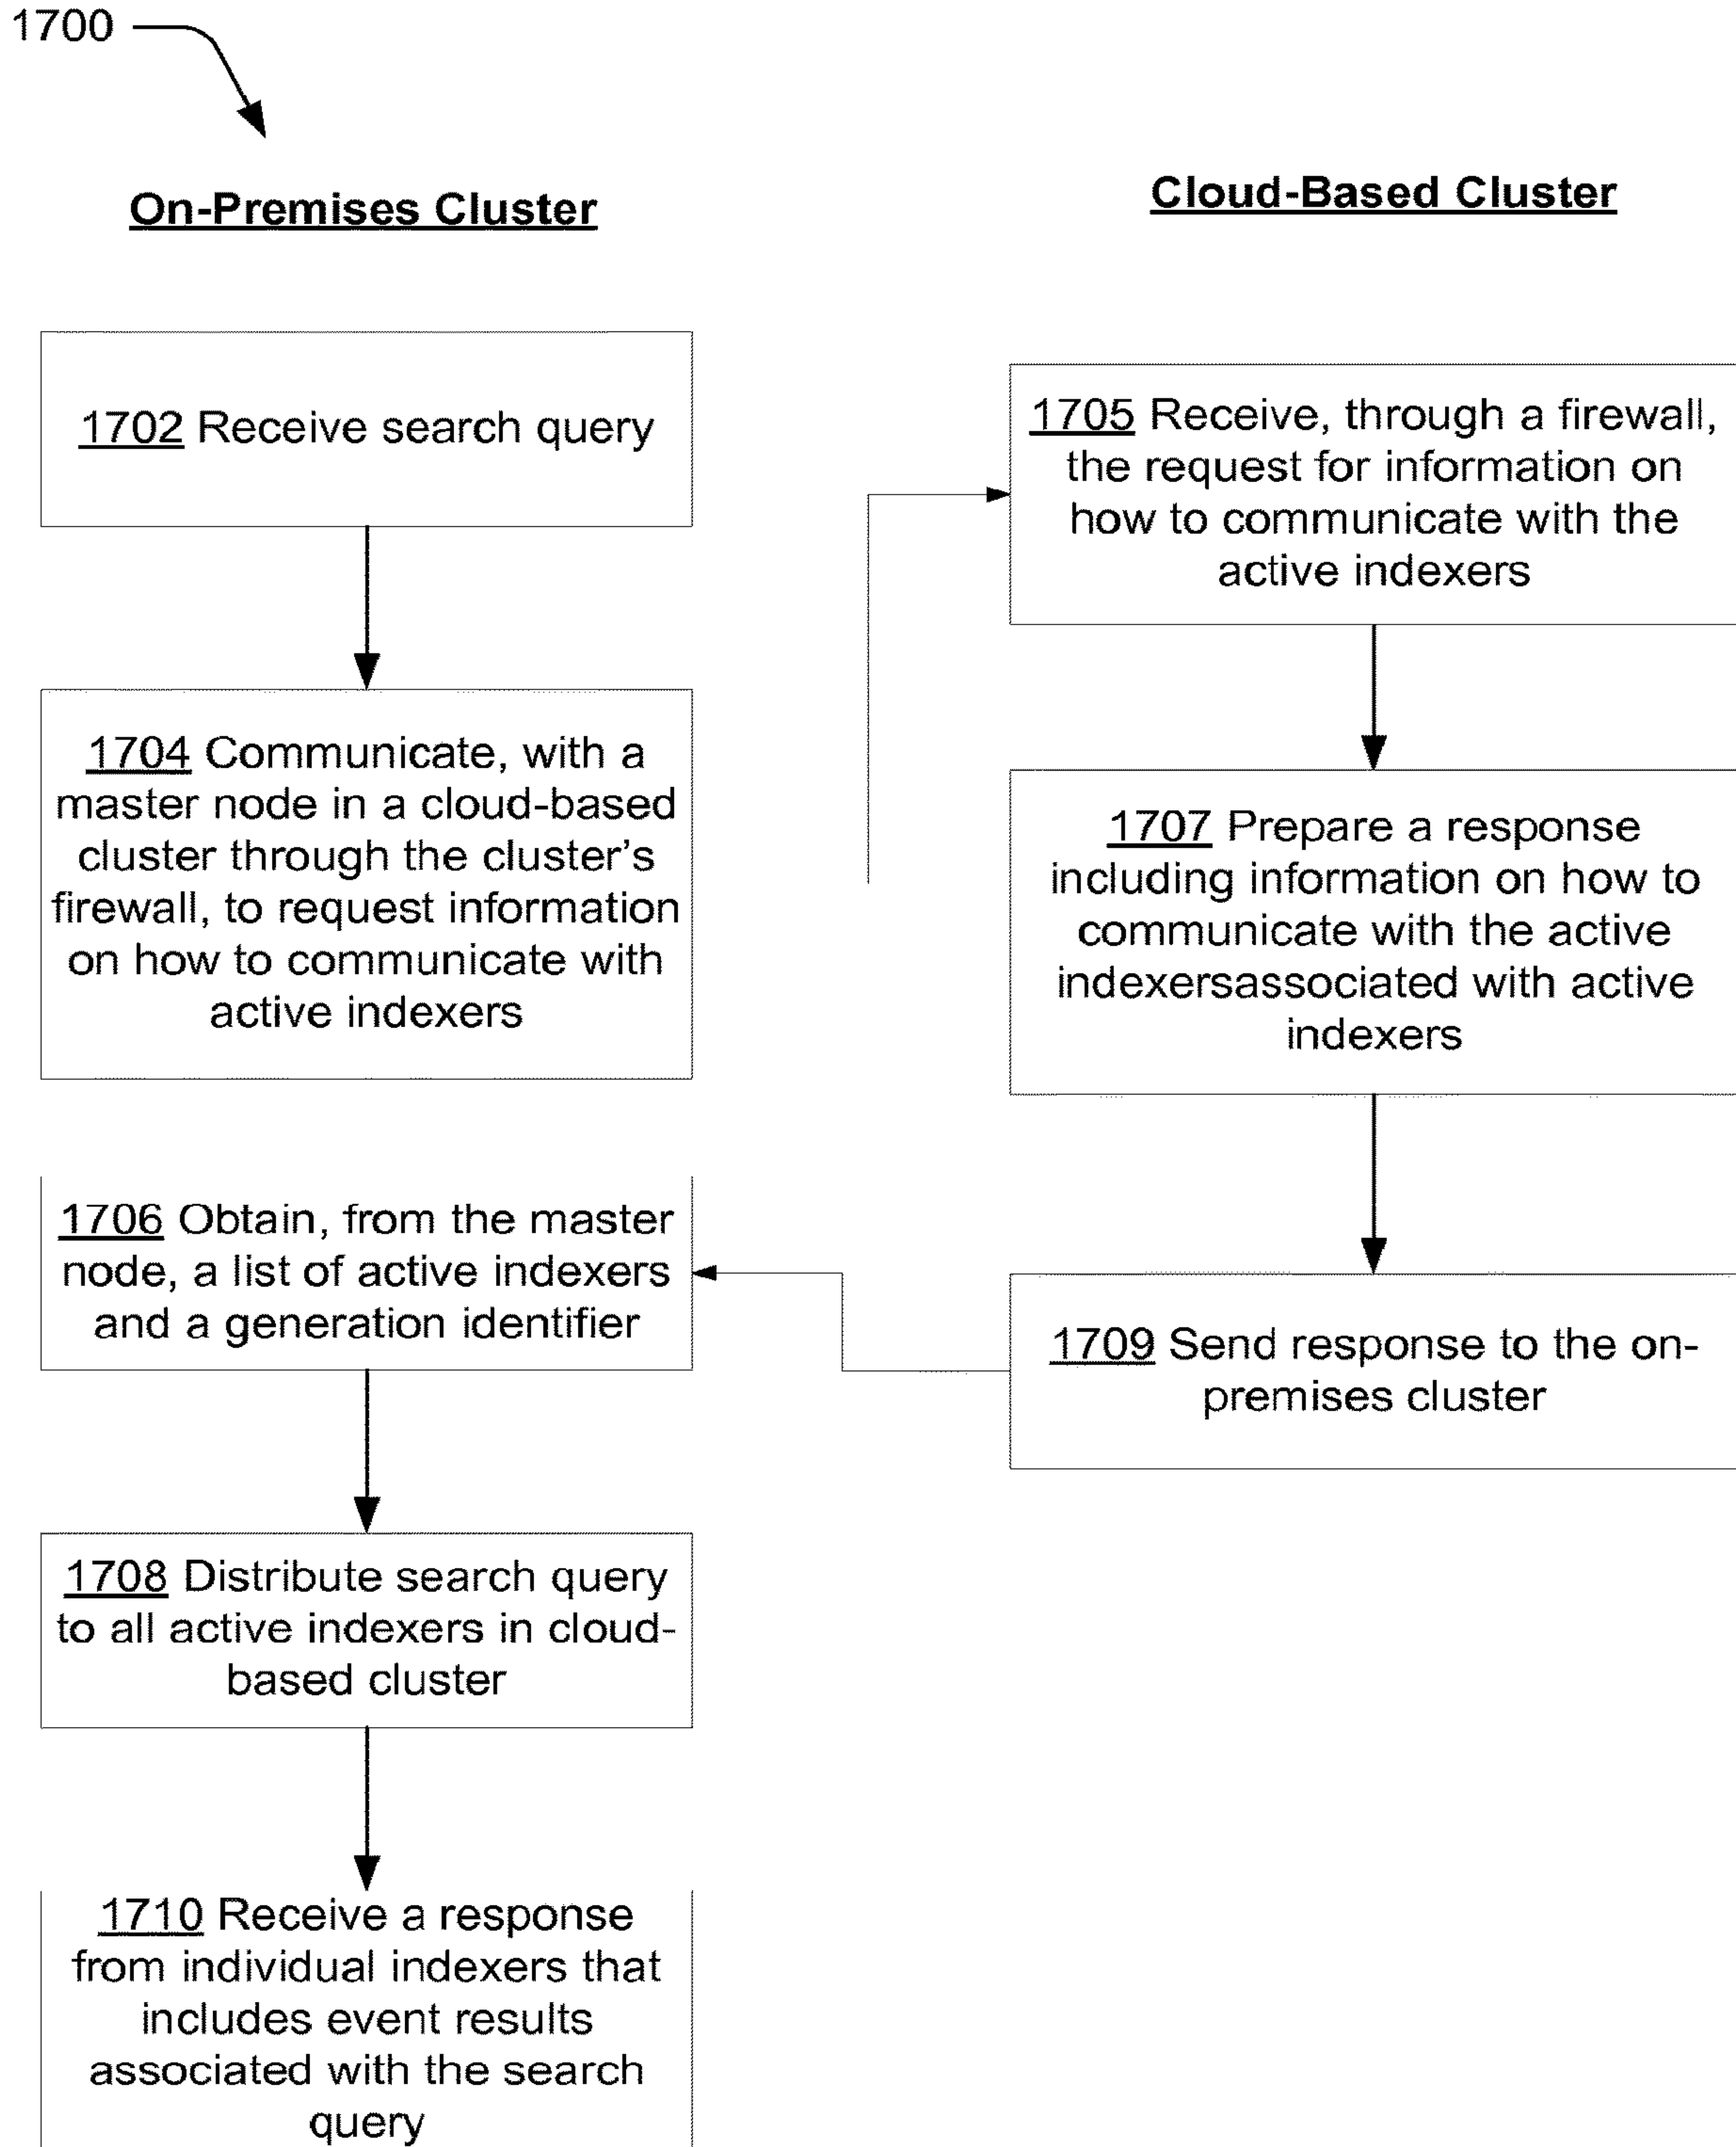 1700
On-Premises Cluster
1702 Receive search query
1704 Communicate, with a
master node in a cloud-based
cluster through the cluster's
firewall, to request information
on how to communicate with
active indexers
1706 Obtain, from the master
node, a list of active indexers
and a generation identifier
1708 Distribute search query
to all active indexers in cloud-
based cluster
1710 Receive a response
from individual indexers that
includes event results
associated with the search
query
Cloud-Based Cluster
1705 Receive, through a firewall,
the request for information on
how to communicate with the
active indexers
1707 Prepare a response
including information on how to
communicate with the active
indexersassociated with active
indexers
1709 Send response to the on-
premises cluster